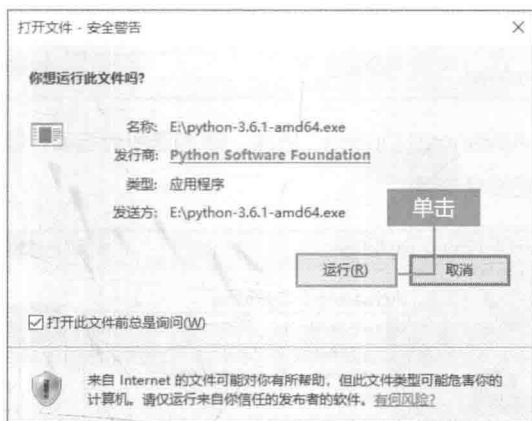 打开文件 - 安全警告
你想运行此文件吗?
名称: E:\python-3.6.1-amd64.exe
发行商: Python Software Foundation
类型: 应用程序
发送方: E:\python-3.6.1-amd64.exe
单击
运行(R) 取消
打开此文件前总是询问(W)
来自 Internet 的文件可能对你有所帮助，但此文件类型可能危害你的
计算机。请仅运行来自你信任的发布者的软件。有何风险?